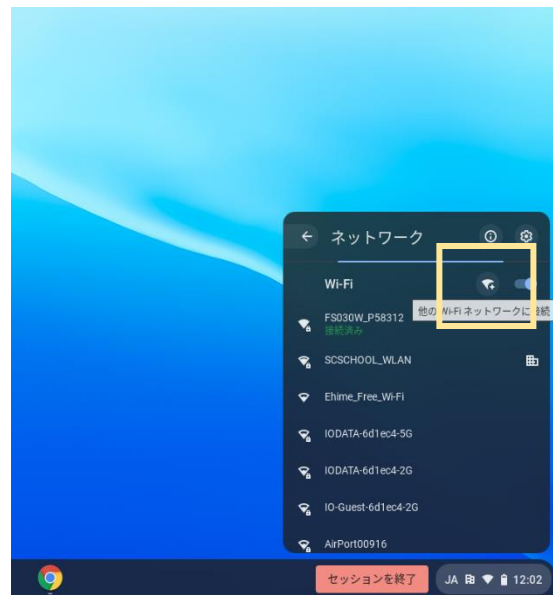 ネットワーク
Wi-Fi
他のWi-Fi ネットワークに接続
FS030W_P58312
接続済み
SCSCHOOL_WLAN
Ehime_Free_Wi-Fi
IODATA-6d1ec4-5G
IODATA-6d1ec4-2G
IO-Guest-6d1ec4-2G
AirPort00916
セッションを終了
JA
12:02